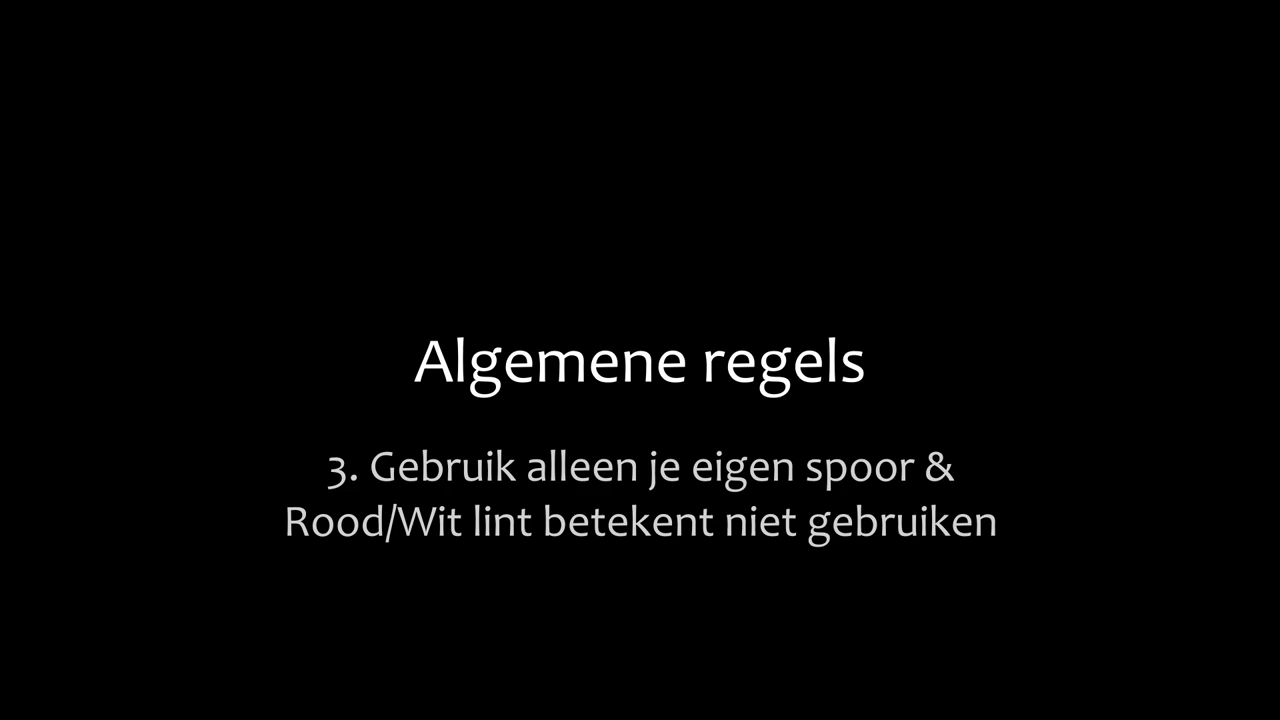 Algemene regels
3. Gebruik alleen je eigen spoor &
Rood/Wit lint betekent niet gebruiken